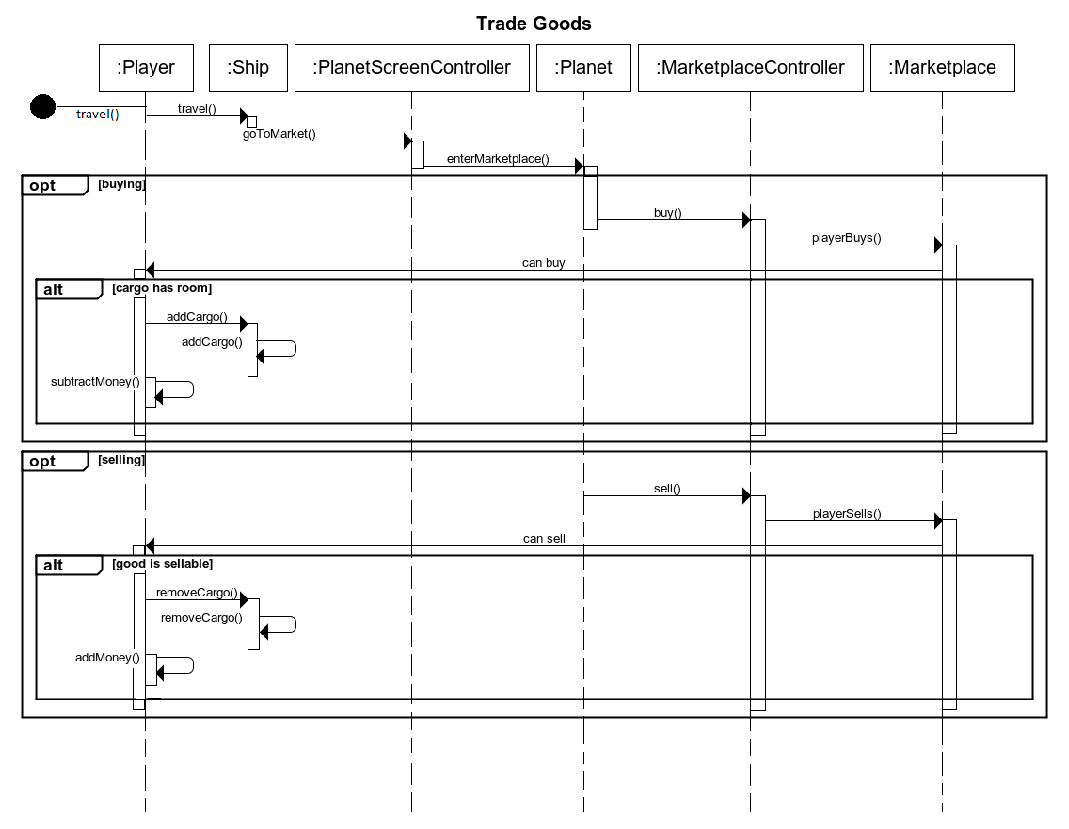 Trade Goods
:Player
:Ship
:PlanetScreenController
:Planet
:MarketplaceController
:Marketplace
travel()
travel()
goToMarket()
enterMarketplace()
opt
[buying]
buy()
playerBuys()
can buy
alt
[cargo has room]
addCargo()
addCargo()
subtractMoney()
opt
[selling]
sell()
playerSells()
can sell
alt
[good is sellable]
removeCargo()
removeCargo()
addMoney()